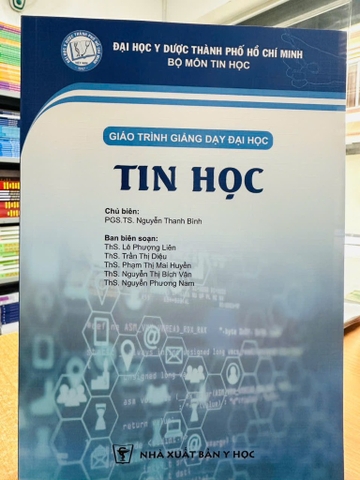 ĐẠI HỌC Y DƯỢC THÀNH PHỐ HỒ CHÍ MINH
BỘ MÔN TIN HỌC
GIÁO TRÌNH GIẢNG DẠY ĐẠI HỌC
TIN HỌC
Chủ biên:
PGS.TS. Nguyễn Thanh Bình
Ban biên soạn:
ThS. Lê Phượng Liên
ThS. Trần Thị Diệu
ThS. Phạm Thị Mai Huyền
ThS. Nguyễn Thị Bích Vân
ThS. Nguyễn Phương Nam
NHÀ XUẤT BẢN Y HỌC